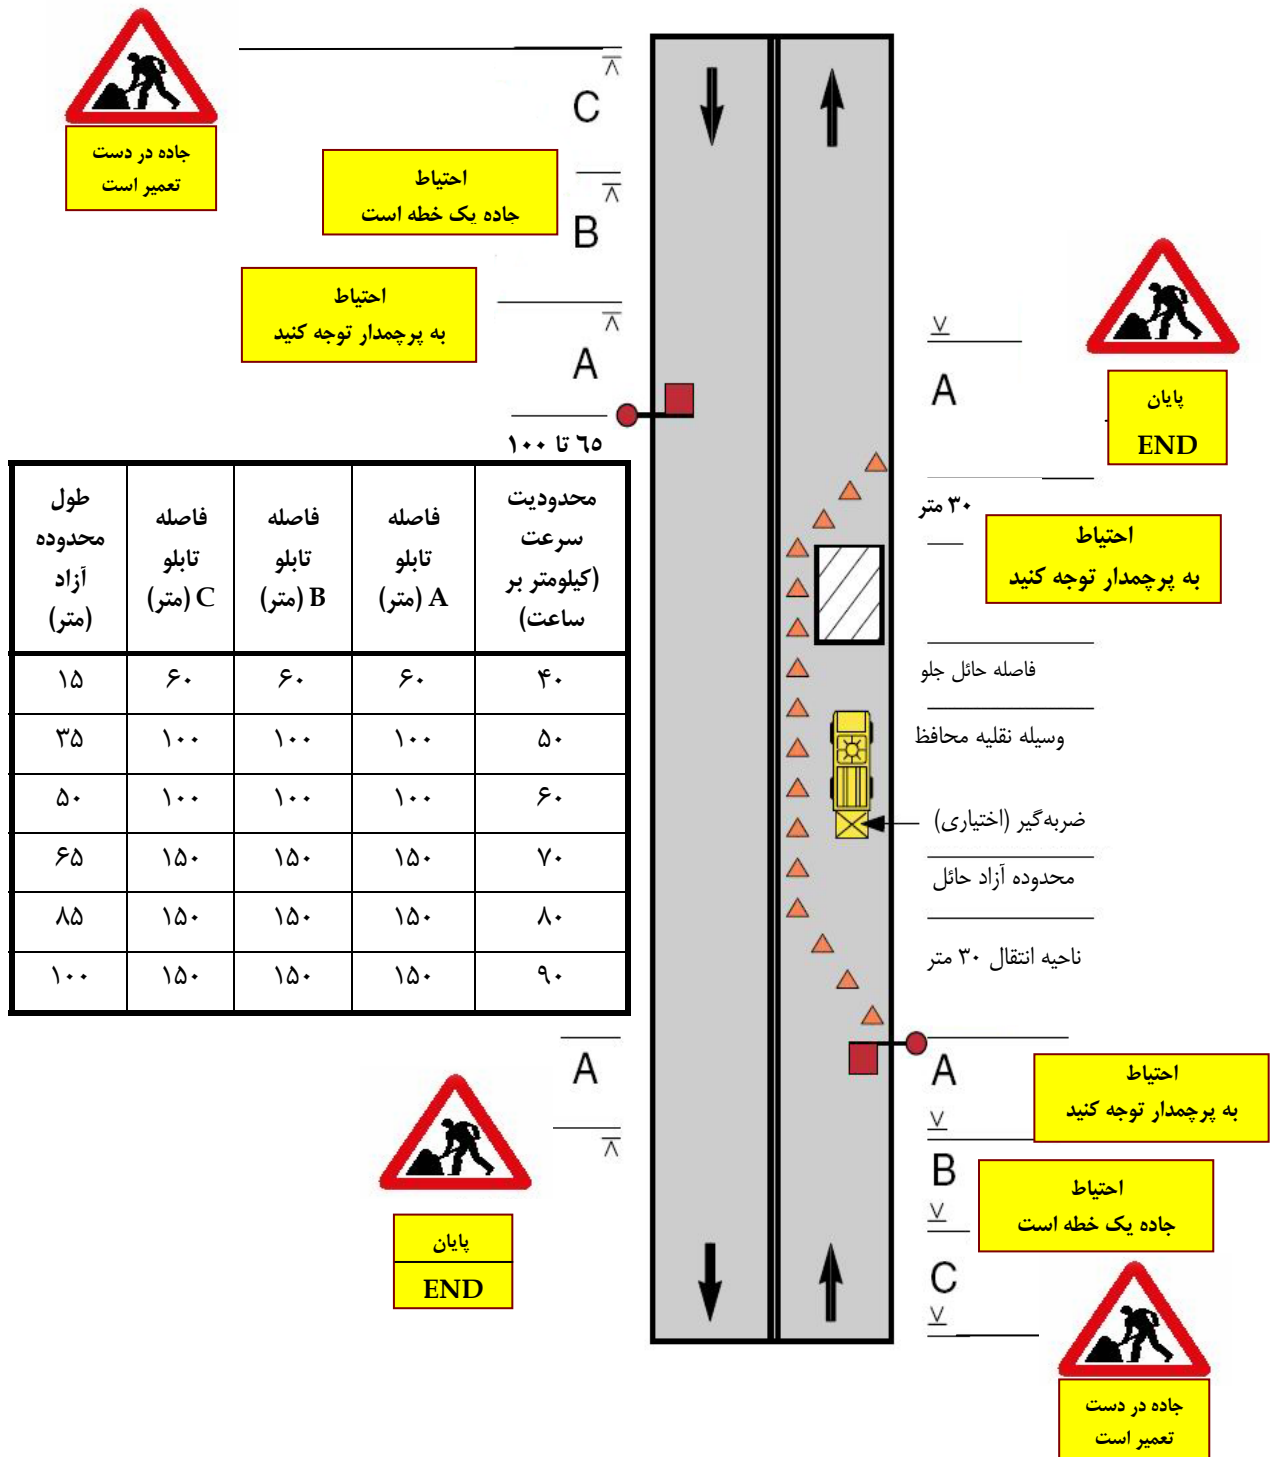 جاده در دست
تعمیر است
C
احتیاط
جاده یک خطه است
B
احتیاط
به پرچمدار توجه کنید
A
۶۵ تا ۱۰۰
A
پایان
END
۳۰ متر
احتیاط
به پرچمدار توجه کنید
فاصله حائل جلو
وسیله نقلیه محافظ
ضربه‌گیر (اختیاری)
محدوده آزاد حائل
ناحیه انتقال ۳۰ متر
محدودیت سرعت (کیلومتر بر ساعت) فاصله تابلو A (متر) فاصله تابلو B (متر) فاصله تابلو C (متر) طول محدوده آزاد (متر)
۴۰ ۶۰ ۶۰ ۶۰ ۱۵
۵۰ ۱۰۰ ۱۰۰ ۱۰۰ ۳۵
۶۰ ۱۰۰ ۱۰۰ ۱۰۰ ۵۰
۷۰ ۱۵۰ ۱۵۰ ۱۵۰ ۶۵
۸۰ ۱۵۰ ۱۵۰ ۱۵۰ ۸۵
۹۰ ۱۵۰ ۱۵۰ ۱۵۰ ۱۰۰
A
پایان
END
A
احتیاط
به پرچمدار توجه کنید
B
احتیاط
جاده یک خطه است
C
جاده در دست
تعمیر است